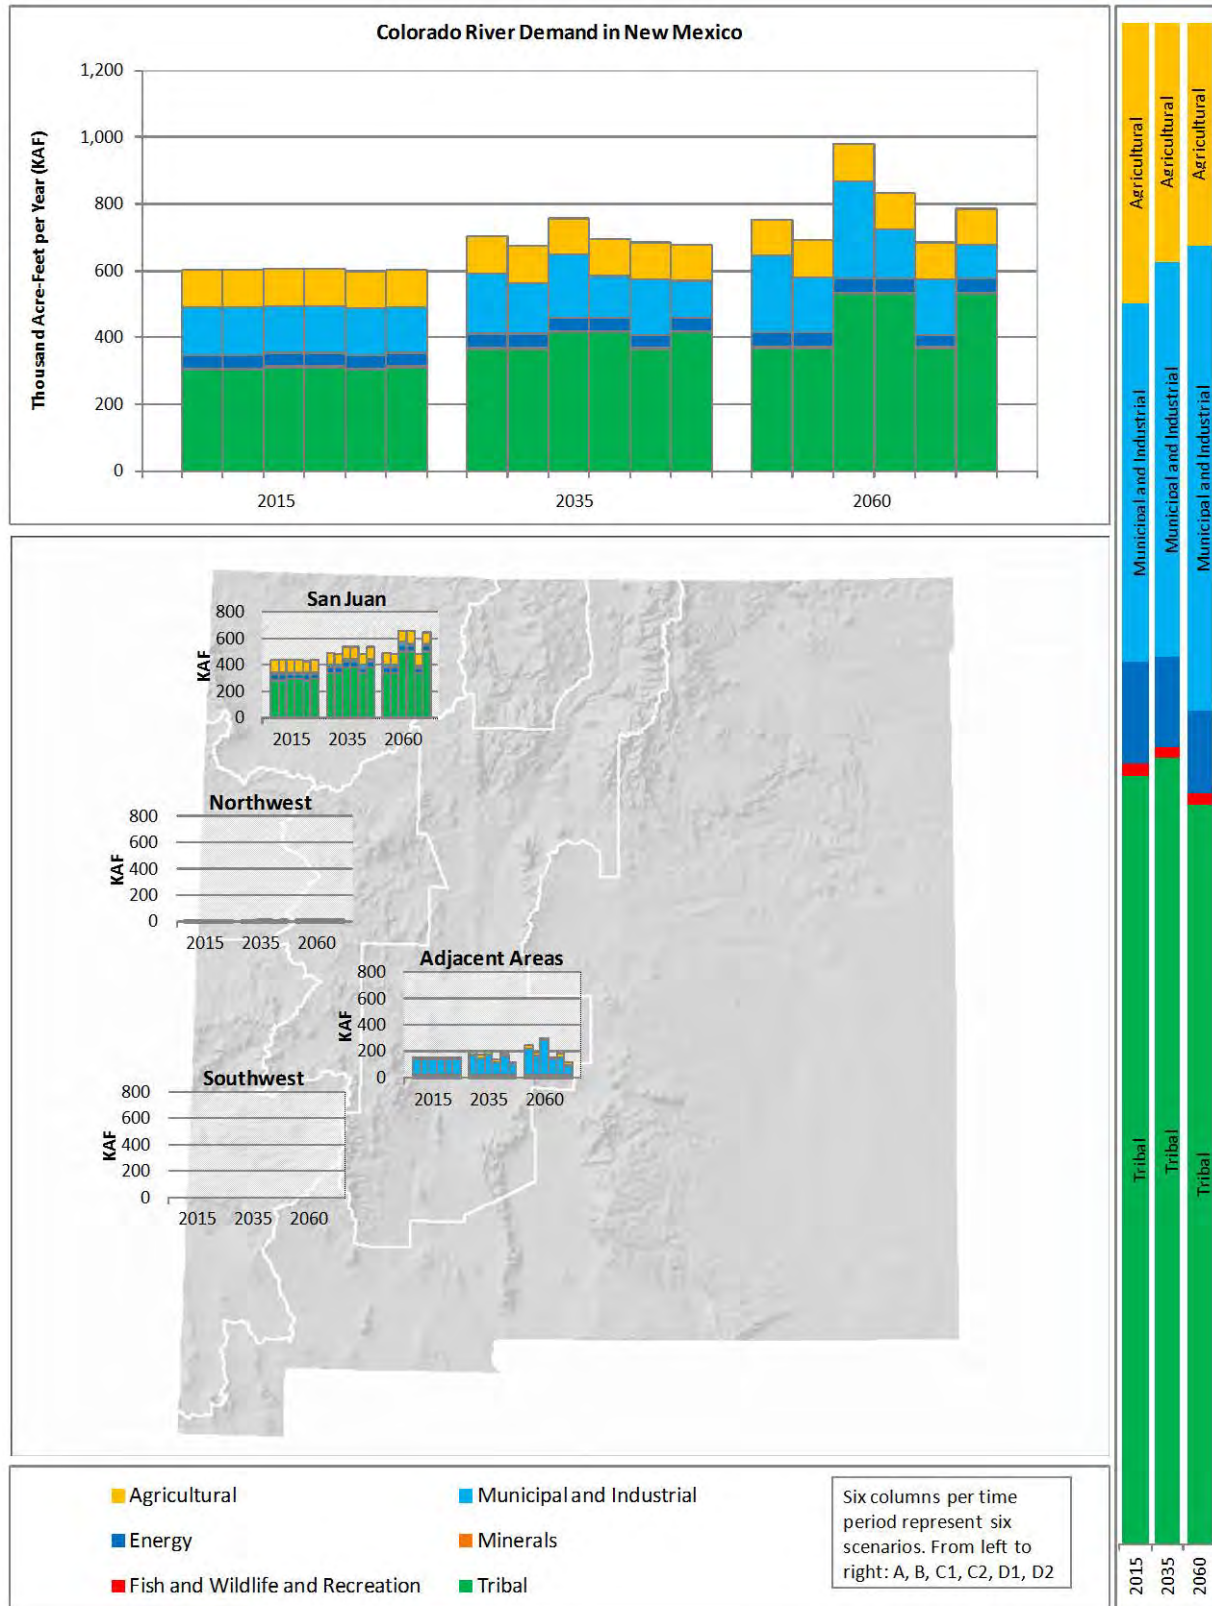 Colorado River Demand in New Mexico
Thousand Acre-Feet per Year (KAF)
1,200
1,000
800
600
400
200
0
2015
2035
2060
San Juan
KAF
800
600
400
200
0
2015 2035 2060
Northwest
KAF
800
600
400
200
0
2015 2035 2060
Adjacent Areas
KAF
800
600
400
200
0
2015 2035 2060
Southwest
KAF
800
600
400
200
0
2015 2035 2060
Agricultural
Municipal and Industrial
Energy
Minerals
Fish and Wildlife and Recreation
Tribal
Six columns per time
period represent six
scenarios. From left to
right: A, B, C1, C2, D1, D2
Agricultural
Municipal and Industrial
Tribal
2015
Agricultural
Municipal and Industrial
Tribal
2035
Agricultural
Municipal and Industrial
Tribal
2060